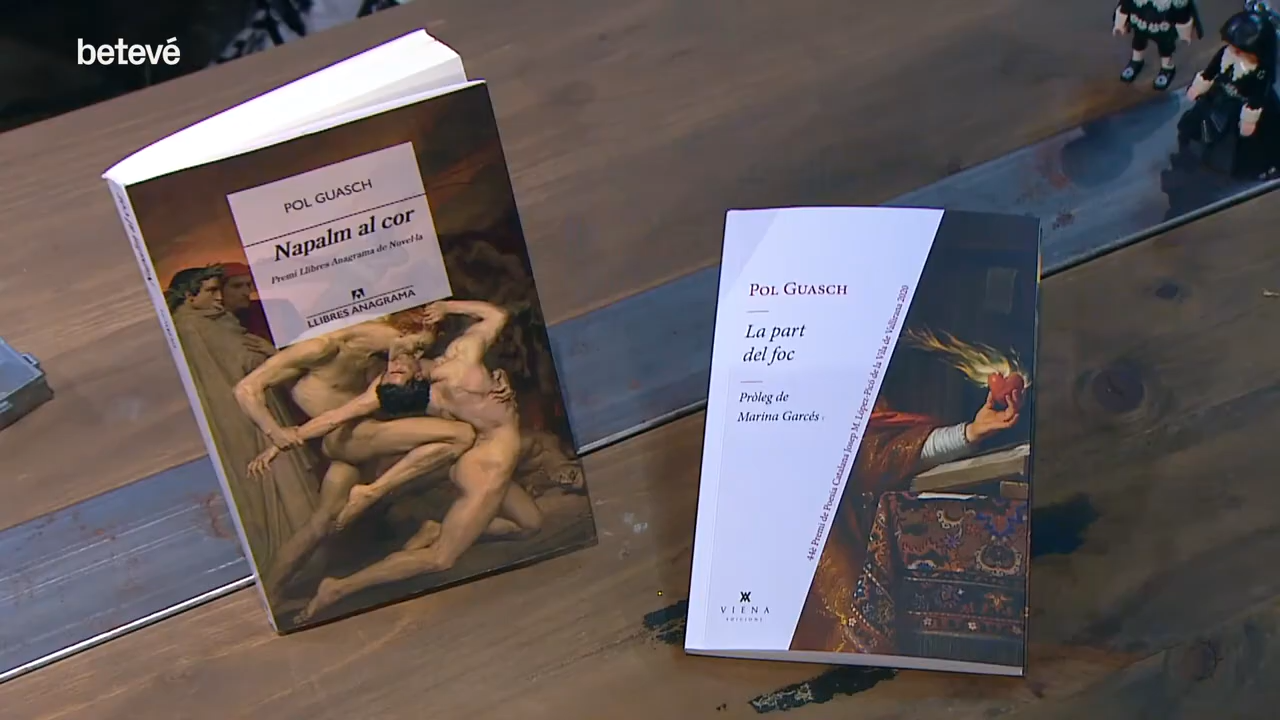 betevé
POL GUASCH
Napalm al cor
Premi Llibres Anagrama de Novel·la
LLIBRES ANAGRAMA
POL GUASCH
La part
del foc
Pròleg de
Marina Garcés
44è Premi de Poesia Catalana Josep M. López-Picó de la Vila de Vallirana 2020
VIENA
EDICIONS